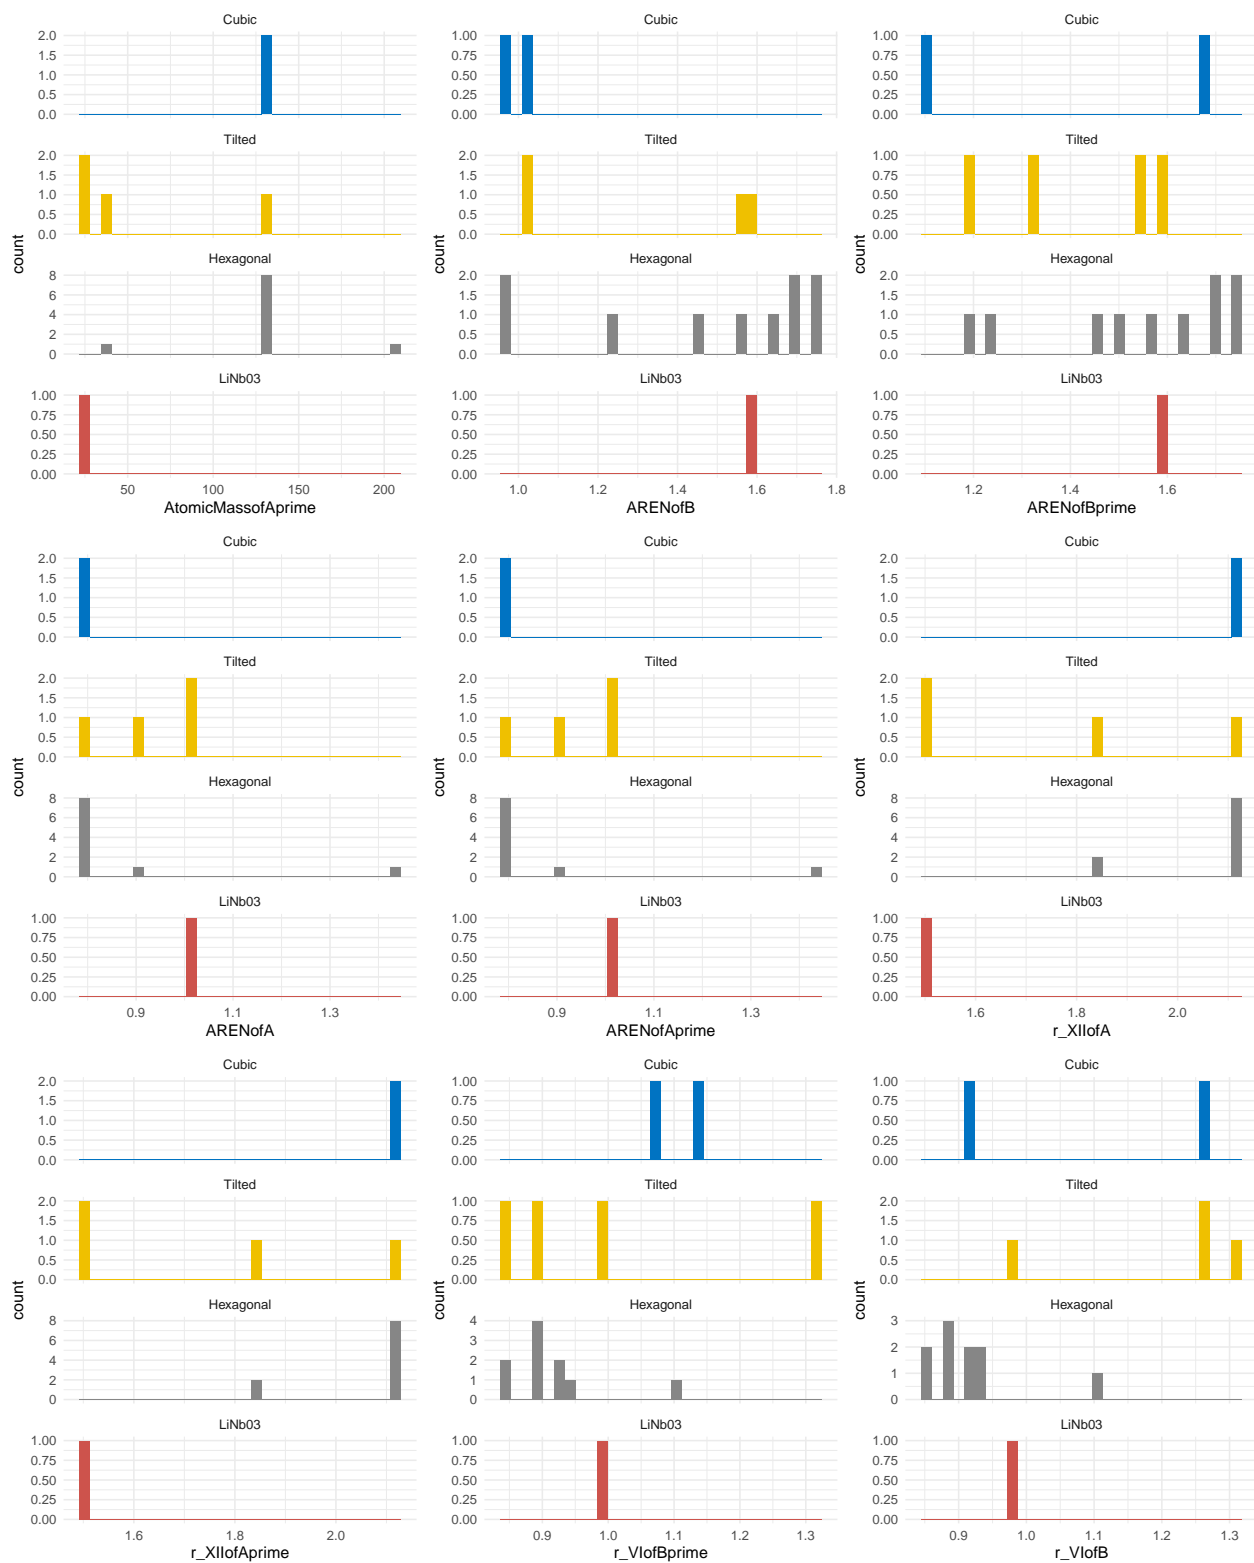 Cubic
2.0
1.5
1.0
0.5
0.0
Tilted
2.0
1.5
1.0
0.5
0.0
Hexagonal
8
6
4
2
0
LiNb03
1.00
0.75
0.50
0.25
0.00
50 100 150 200
AtomicMassofAprime
count
Cubic
1.00
0.75
0.50
0.25
0.00
Tilted
2.0
1.5
1.0
0.5
0.0
Hexagonal
2.0
1.5
1.0
0.5
0.0
LiNb03
1.00
0.75
0.50
0.25
0.00
1.0 1.2 1.4 1.6 1.8
ARENofB
count
Cubic
1.00
0.75
0.50
0.25
0.00
Tilted
1.00
0.75
0.50
0.25
0.00
Hexagonal
2.0
1.5
1.0
0.5
0.0
LiNb03
1.00
0.75
0.50
0.25
0.00
1.2 1.4 1.6
ARENofBprime
count
Cubic
2.0
1.5
1.0
0.5
0.0
Tilted
2.0
1.5
1.0
0.5
0.0
Hexagonal
8
6
4
2
0
LiNb03
1.00
0.75
0.50
0.25
0.00
0.9 1.1 1.3
ARENofA
count
Cubic
2.0
1.5
1.0
0.5
0.0
Tilted
2.0
1.5
1.0
0.5
0.0
Hexagonal
8
6
4
2
0
LiNb03
1.00
0.75
0.50
0.25
0.00
0.9 1.1 1.3
ARENofAprime
count
Cubic
2.0
1.5
1.0
0.5
0.0
Tilted
2.0
1.5
1.0
0.5
0.0
Hexagonal
8
6
4
2
0
LiNb03
1.00
0.75
0.50
0.25
0.00
1.6 1.8 2.0
r_XIIofA
count
Cubic
2.0
1.5
1.0
0.5
0.0
Tilted
2.0
1.5
1.0
0.5
0.0
Hexagonal
8
6
4
2
0
LiNb03
1.00
0.75
0.50
0.25
0.00
1.6 1.8 2.0
r_XIIofAprime
count
Cubic
1.00
0.75
0.50
0.25
0.00
Tilted
1.00
0.75
0.50
0.25
0.00
Hexagonal
4
3
2
1
0
LiNb03
1.00
0.75
0.50
0.25
0.00
0.9 1.0 1.1 1.2 1.3
r_VIofBprime
count
Cubic
1.00
0.75
0.50
0.25
0.00
Tilted
2.0
1.5
1.0
0.5
0.0
Hexagonal
3
2
1
0
LiNb03
1.00
0.75
0.50
0.25
0.00
0.9 1.0 1.1 1.2 1.3
r_VIofB
count